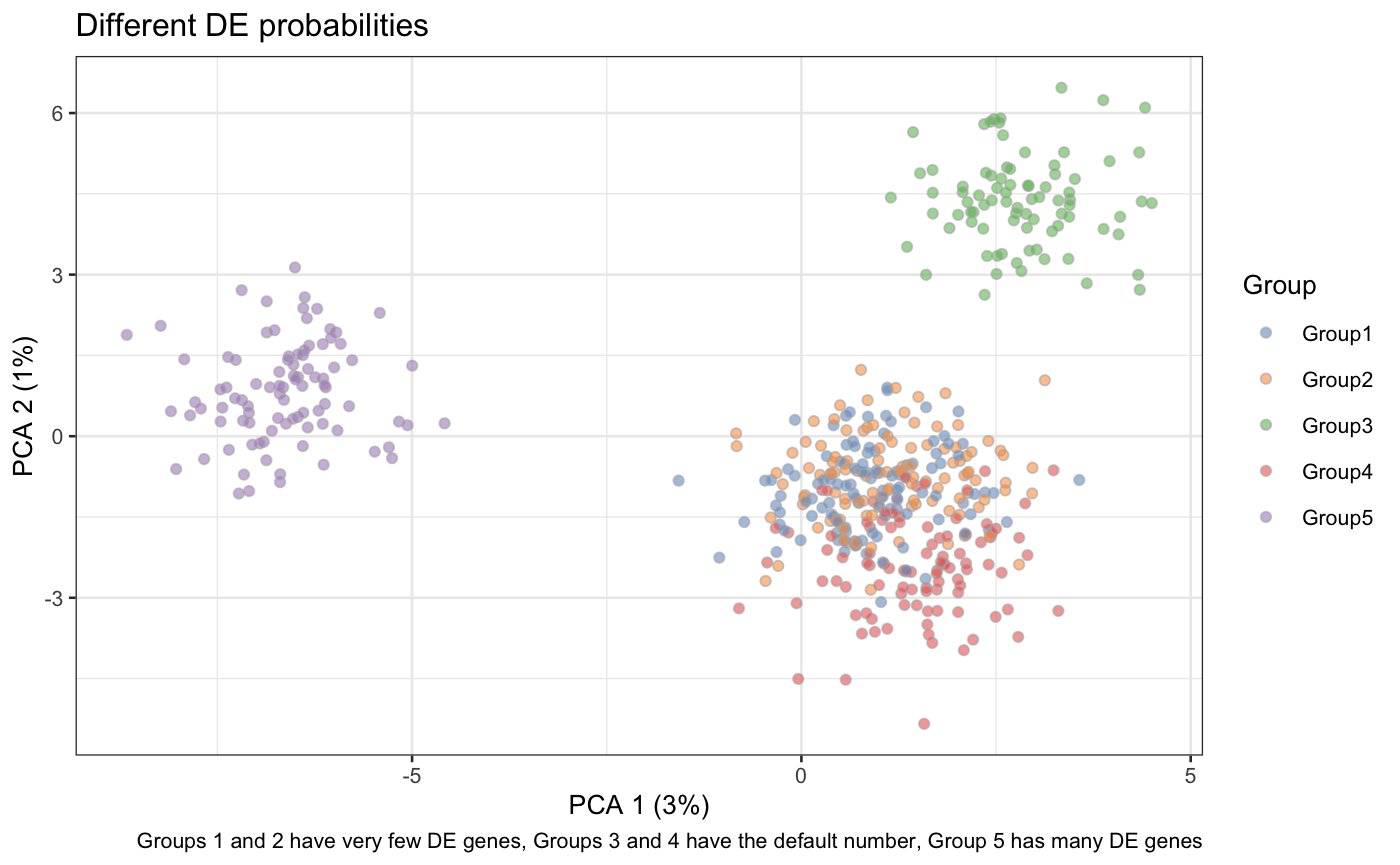 Different DE probabilities
6
3
0
-3
PCA 2 (1%)
-5
0
5
PCA 1 (3%)
Group
Group1
Group2
Group3
Group4
Group5
Groups 1 and 2 have very few DE genes, Groups 3 and 4 have the default number, Group 5 has many DE genes